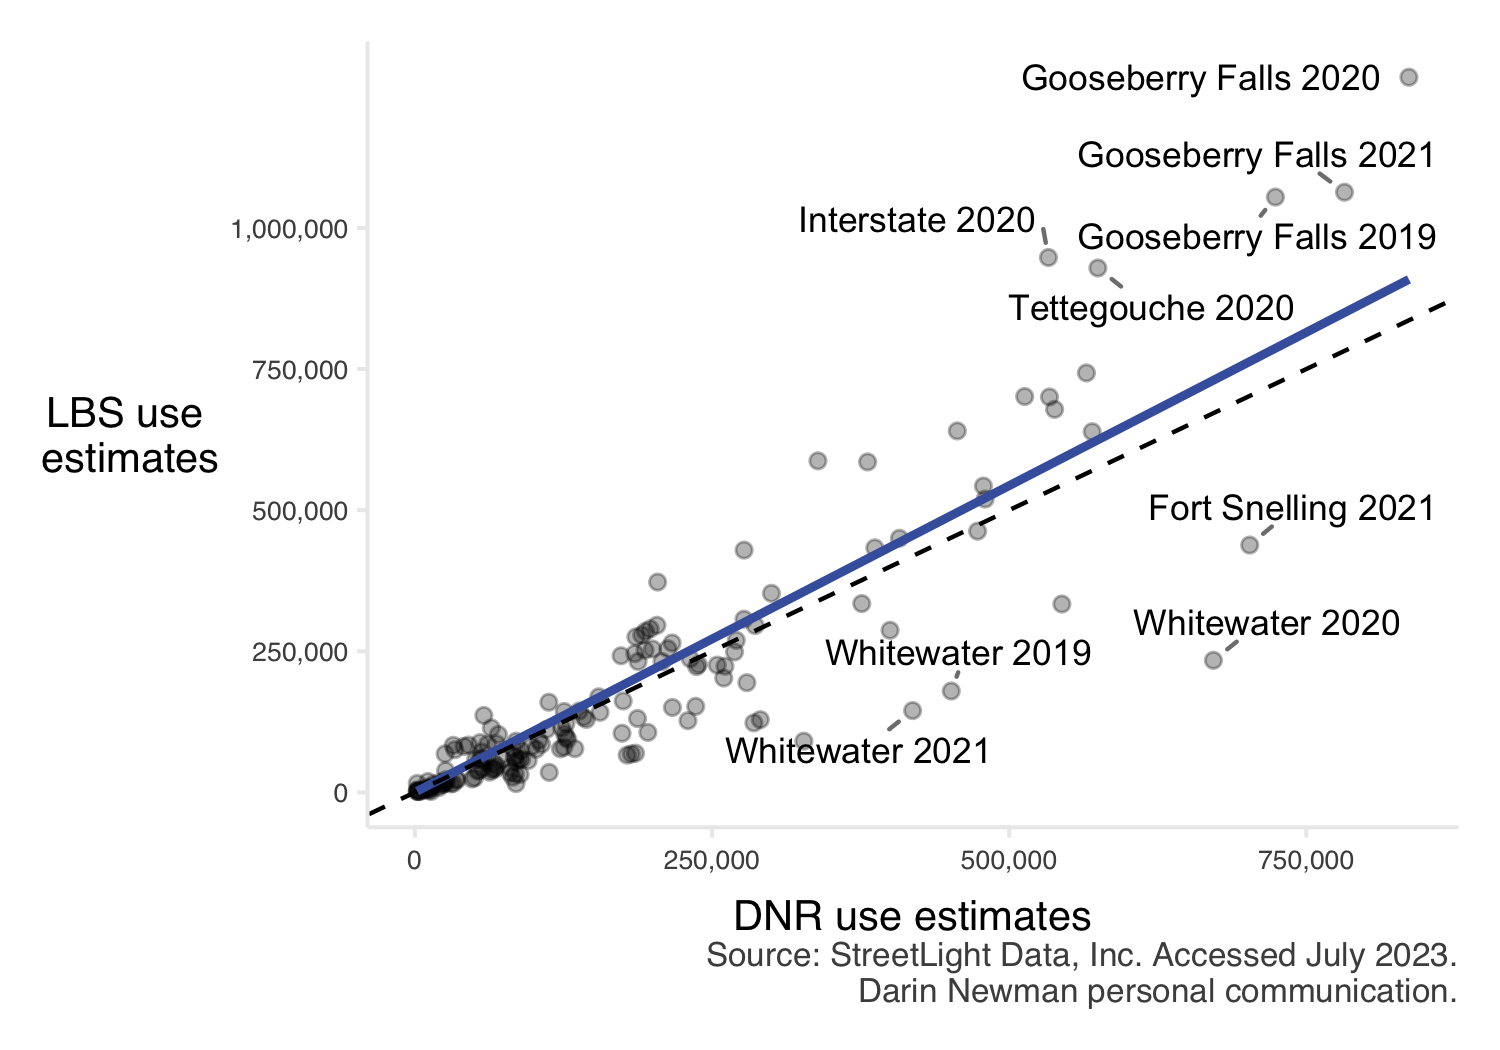 Gooseberry Falls 2020
Gooseberry Falls 2021
Interstate 2020
Gooseberry Falls 2019
Tettegouche 2020
Fort Snelling 2021
Whitewater 2020
Whitewater 2019
Whitewater 2021
LBS use
estimates
1,000,000
750,000
500,000
250,000
0
0
250,000
500,000
750,000
DNR use estimates
Source: StreetLight Data, Inc. Accessed July 2023.
Darin Newman personal communication.